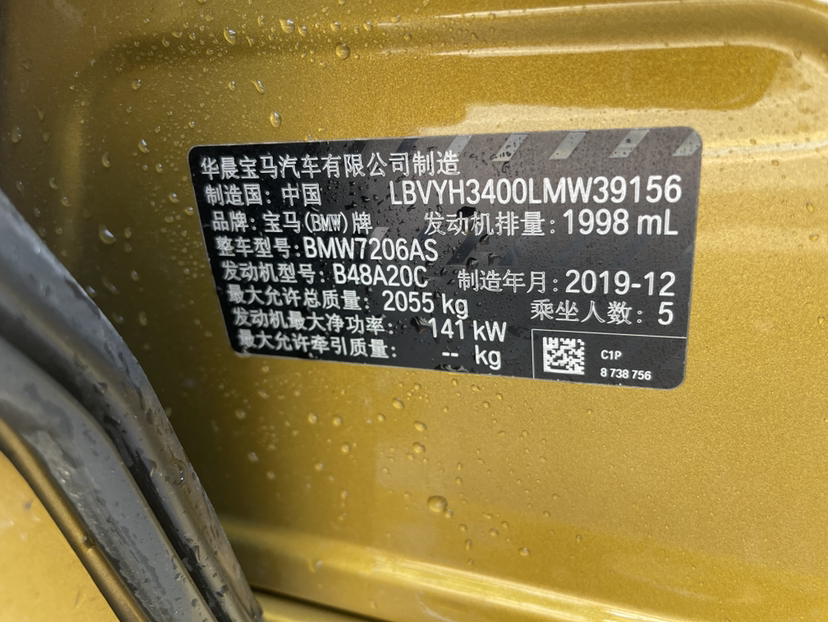 华晨宝马汽车有限公司制造
制造国：中国 LBVYH3400LMW39156
品牌：宝马(BMW)牌 发动机排量：1998 mL
整车型号：BMW7206AS
发动机型号：B48A20C 制造年月：2019-12
最大允许总质量：2055 kg 乘坐人数：5
发动机最大净功率：141 kW
最大允许牵引质量：-- kg
C1P
8 738 756